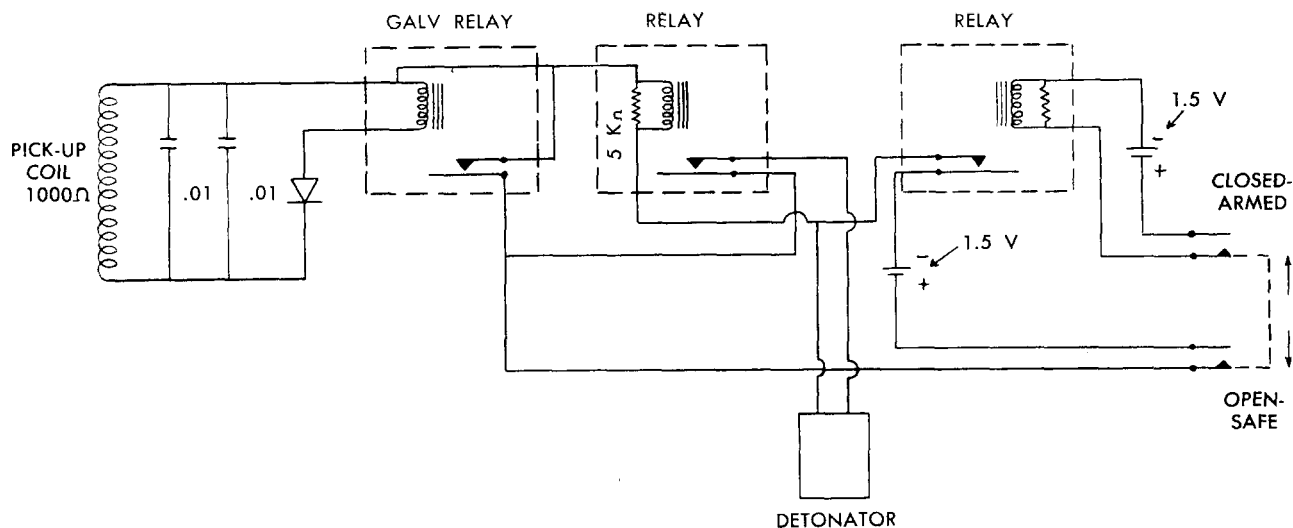 GALV RELAY
RELAY
RELAY
1.5 V
-
+
PICK-UP
COIL
1000Ω
.01
.01
5 KΩ
CLOSED-
ARMED
1.5 V
-
+
OPEN-
SAFE
DETONATOR